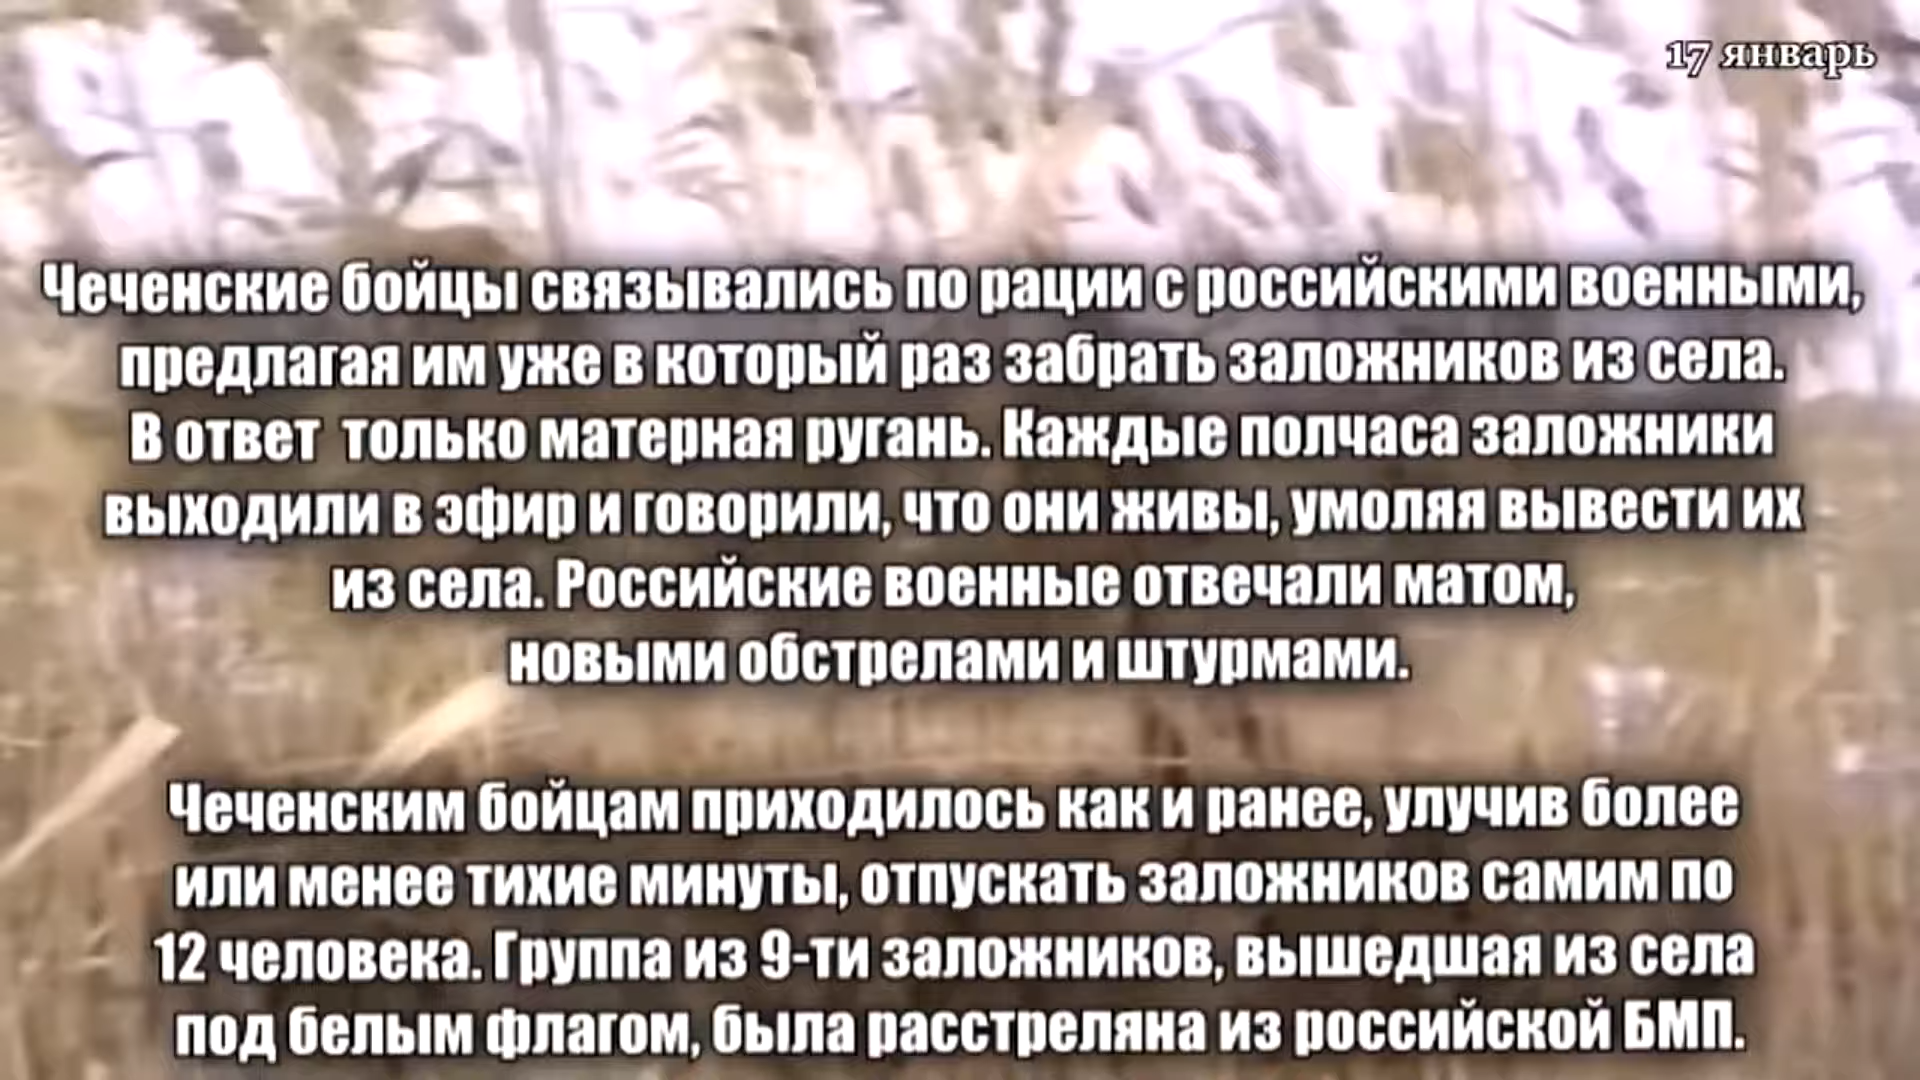 17 январь
Чеченские бойцы связывались по рации с российскими военными,
предлагая им уже в который раз забрать заложников из села.
В ответ только матерная ругань. Каждые полчаса заложники
выходили в эфир и говорили, что они живы, умоляя вывести их
из села. Российские военные отвечали матом,
новыми обстрелами и штурмами.
Чеченским бойцам приходилось как и ранее, улучив более
или менее тихие минуты, отпускать заложников самим по
12 человека. Группа из 9-ти заложников, вышедшая из села
под белым флагом, была расстреляна из российской БМП.